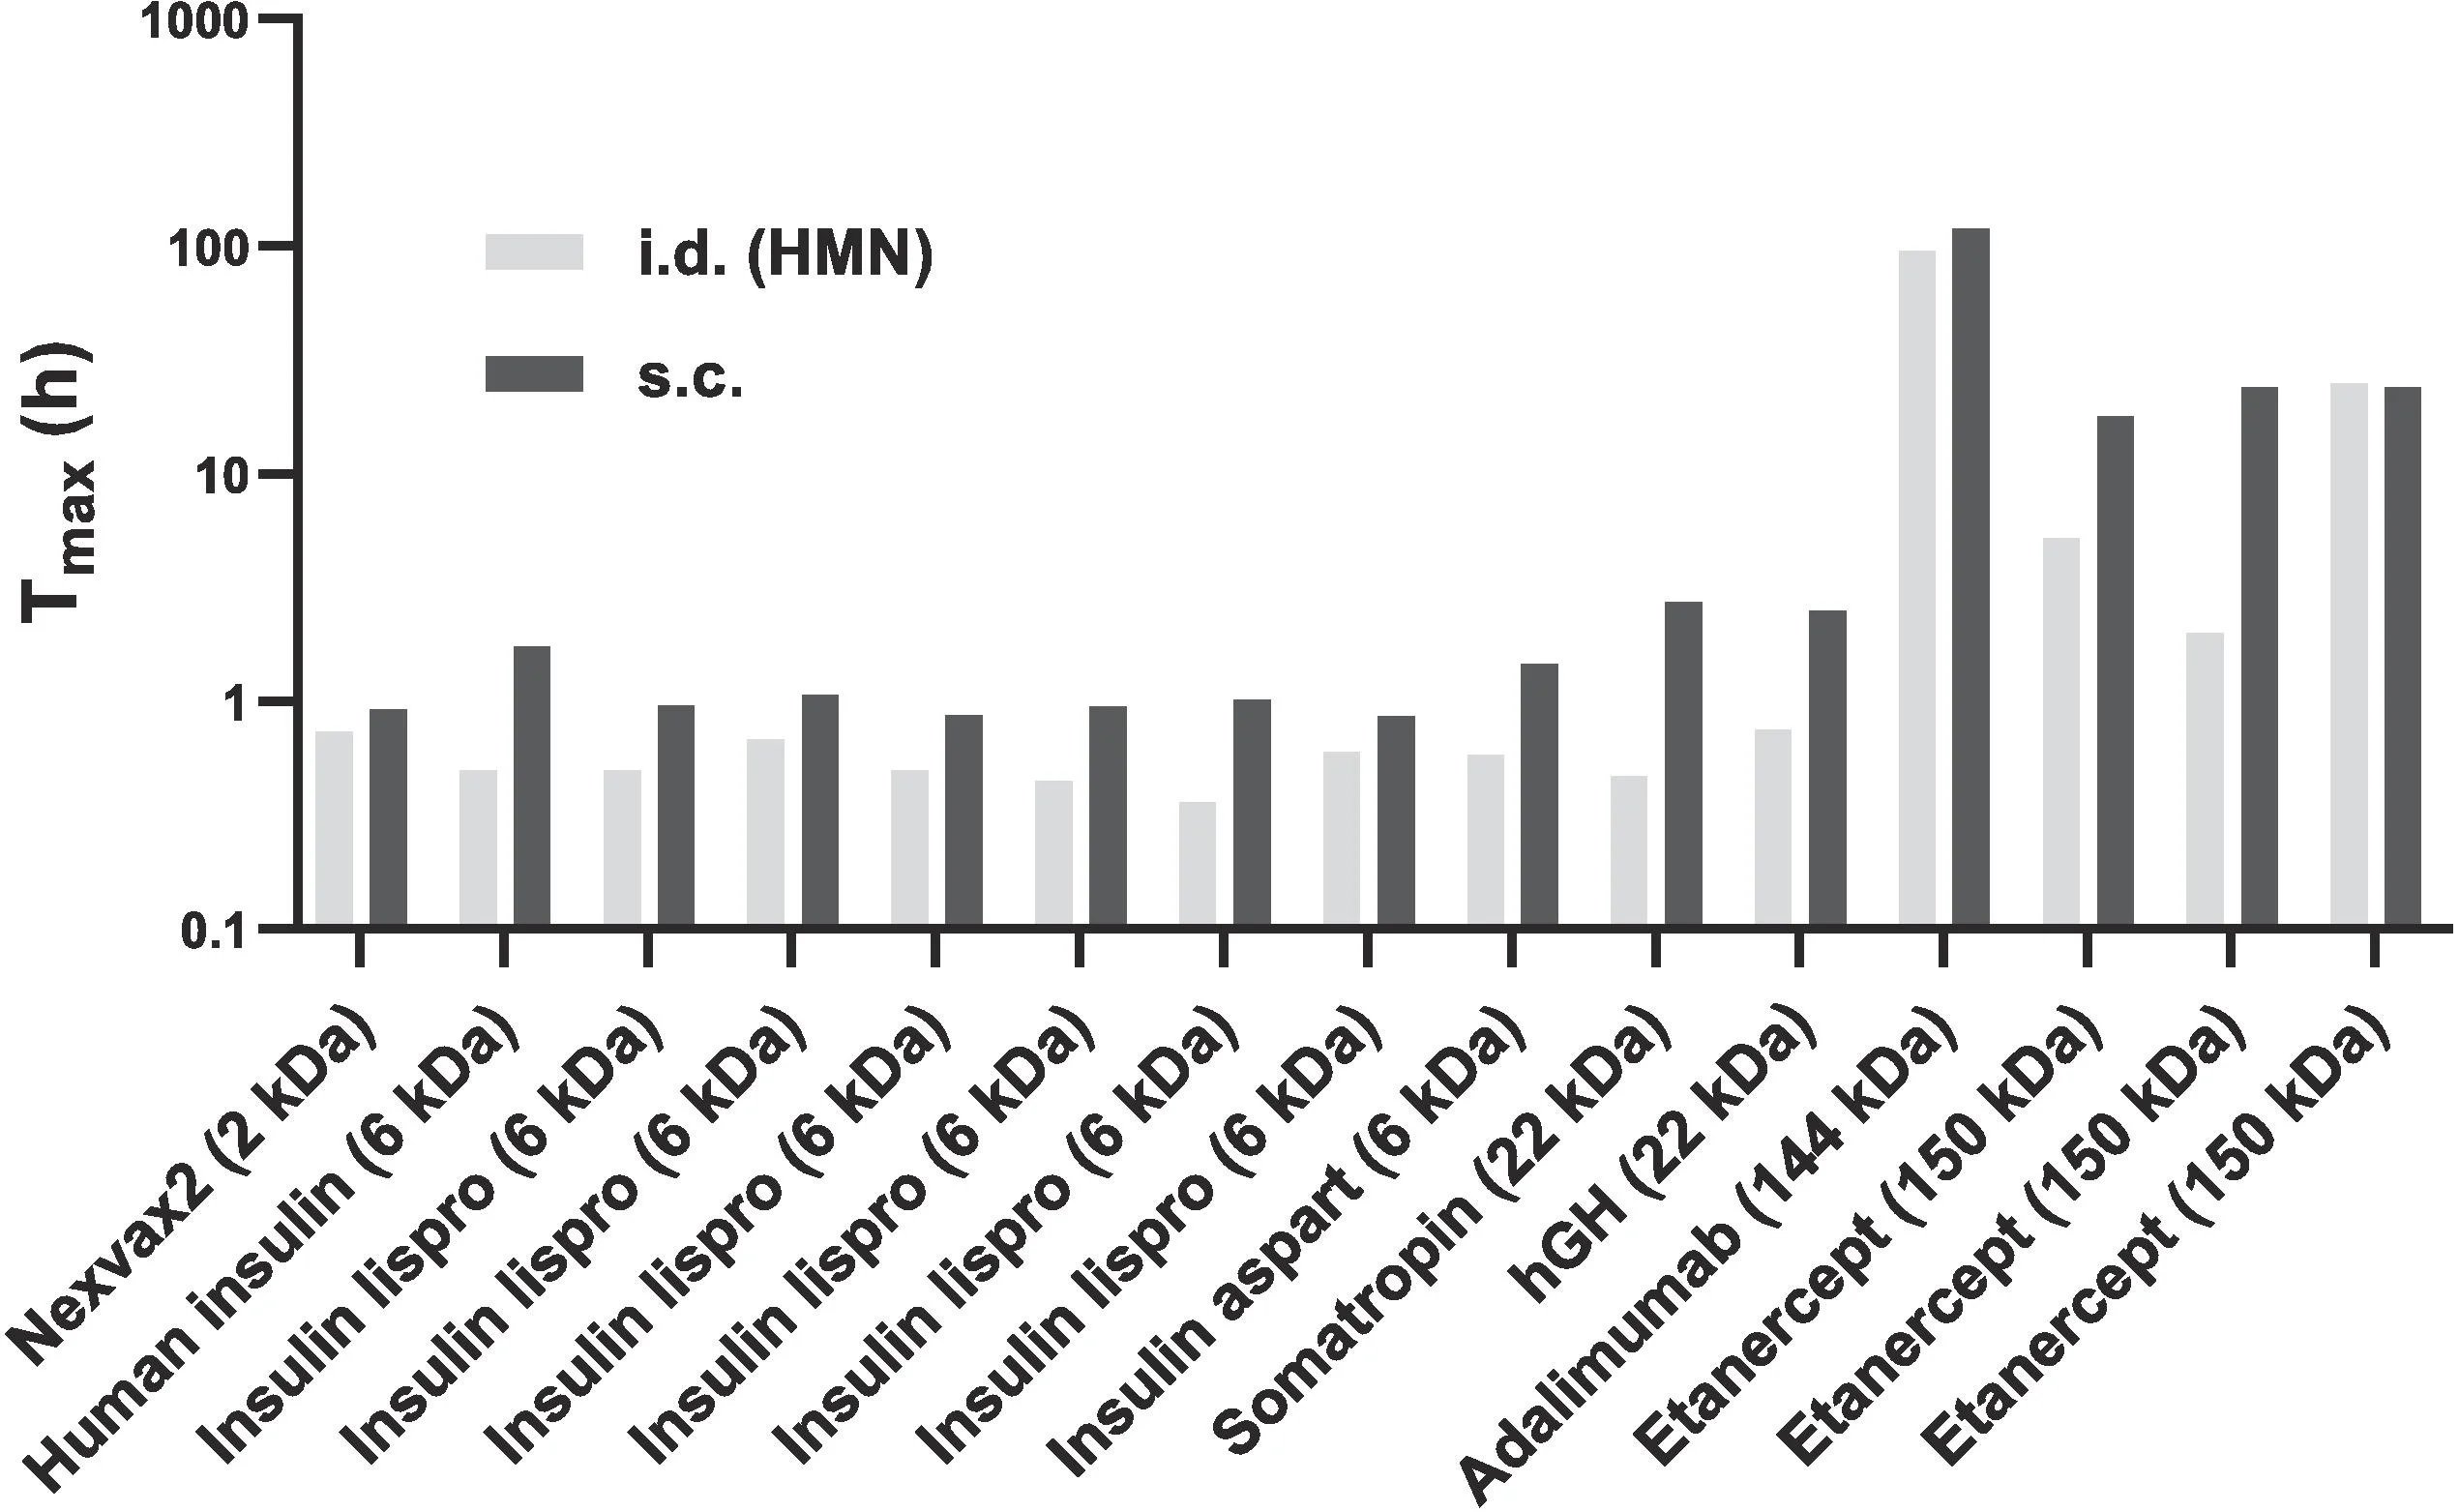 1000
100
10
1
0.1
Tmax (h)
i.d. (HMN)
s.c.
Nexvax2 (2 kDa)
Human insulin (6 kDa)
Insulin lispro (6 kDa)
Insulin lispro (6 kDa)
Insulin lispro (6 kDa)
Insulin lispro (6 kDa)
Insulin lispro (6 kDa)
Insulin lispro (6 kDa)
Insulin aspart (6 kDa)
Somatropin (22 kDa)
hGH (22 kDa)
Adalimumab (144 kDa)
Etanercept (150 kDa)
Etanercept (150 kDa)
Etanercept (150 kDa)